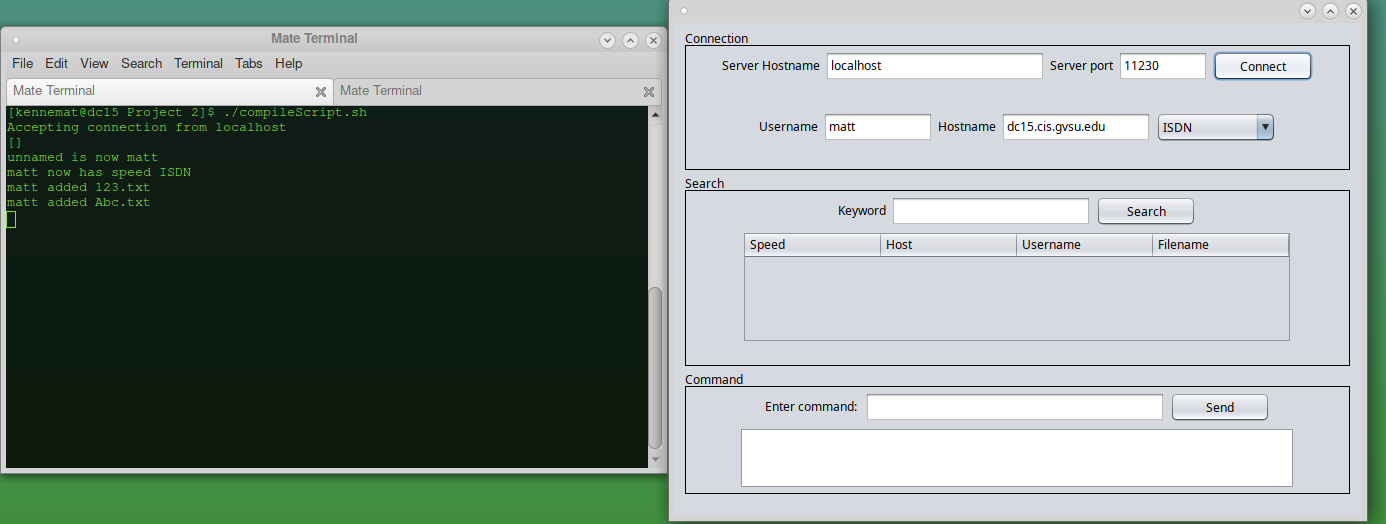 Mate Terminal
File Edit View Search Terminal Tabs Help
Mate Terminal
Mate Terminal
[kennemat@dc15 Project 2]$ ./compileScript.sh
Accepting connection from localhost
[]
unnamed is now matt
matt now has speed ISDN
matt added 123.txt
matt added Abc.txt
Connection
Server Hostname localhost Server port 11230 Connect
Username matt Hostname dc15.cis.gvsu.edu ISDN
Search
Keyword Search
Speed Host Username Filename
Command
Enter command: Send